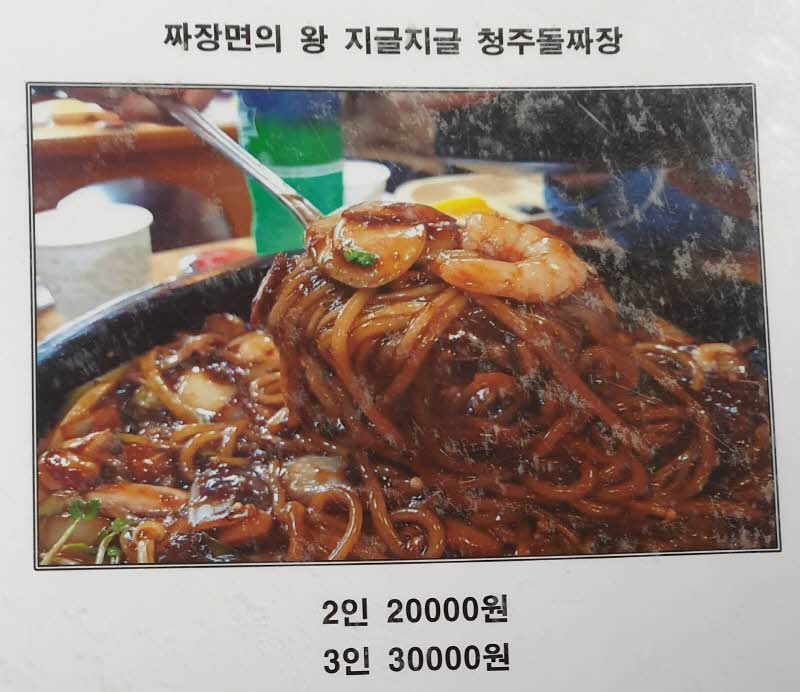 짜장면의 왕 지글지글 청주돌짜장
2인 20000원
3인 30000원